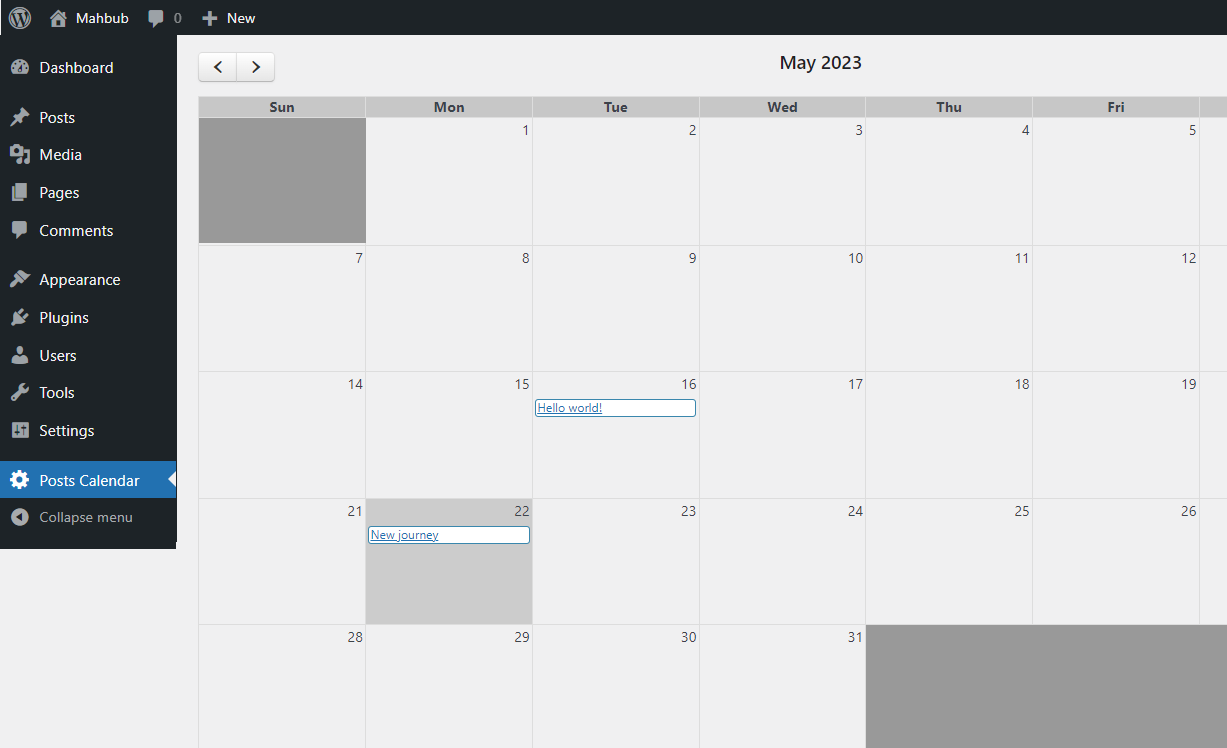 Mahbub 0 New
Dashboard
Posts
Media
Pages
Comments
Appearance
Plugins
Users
Tools
Settings
Posts Calendar
Collapse menu
May 2023
Sun Mon Tue Wed Thu Fri
1 2 3 4 5
7 8 9 10 11 12
14 15 16 17 18 19
Hello world!
21 22 23 24 25 26
New journey
28 29 30 31